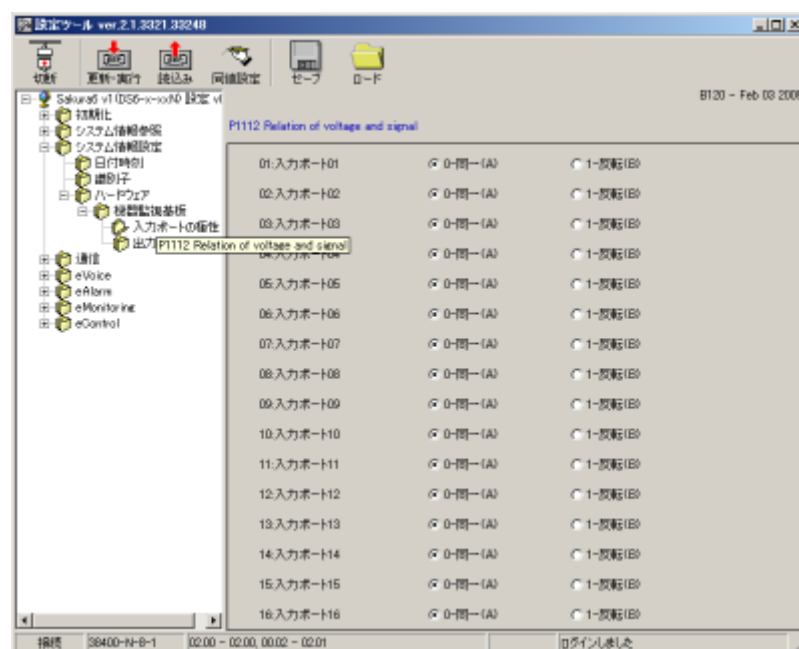 設定ツール ver.2.1.3321.33248
切断 更新・実行 読込み 同値設定 セーブ ロード
Sakura6 v1 (DS6-x-xxN) 設定 v1
初期化
システム情報参照
システム情報設定
日付時刻
識別子
ハードウェア
機器監視基板
入力ポートの極性
出力
P1112 Relation of voltage and signal
通信
eVoice
eAlarm
eMonitoring
eControl
B120 - Feb 03 200
P1112 Relation of voltage and signal
01:入力ポート01 0-同一(A) 1-反転(B)
02:入力ポート02 0-同一(A) 1-反転(B)
03:入力ポート03 0-同一(A) 1-反転(B)
04:入力ポート04 0-同一(A) 1-反転(B)
05:入力ポート05 0-同一(A) 1-反転(B)
06:入力ポート06 0-同一(A) 1-反転(B)
07:入力ポート07 0-同一(A) 1-反転(B)
08:入力ポート08 0-同一(A) 1-反転(B)
09:入力ポート09 0-同一(A) 1-反転(B)
10:入力ポート10 0-同一(A) 1-反転(B)
11:入力ポート11 0-同一(A) 1-反転(B)
12:入力ポート12 0-同一(A) 1-反転(B)
13:入力ポート13 0-同一(A) 1-反転(B)
14:入力ポート14 0-同一(A) 1-反転(B)
15:入力ポート15 0-同一(A) 1-反転(B)
16:入力ポート16 0-同一(A) 1-反転(B)
接続 38400-N-8-1 02.00 - 02.00, 00.02 - 02.01 ログインしました